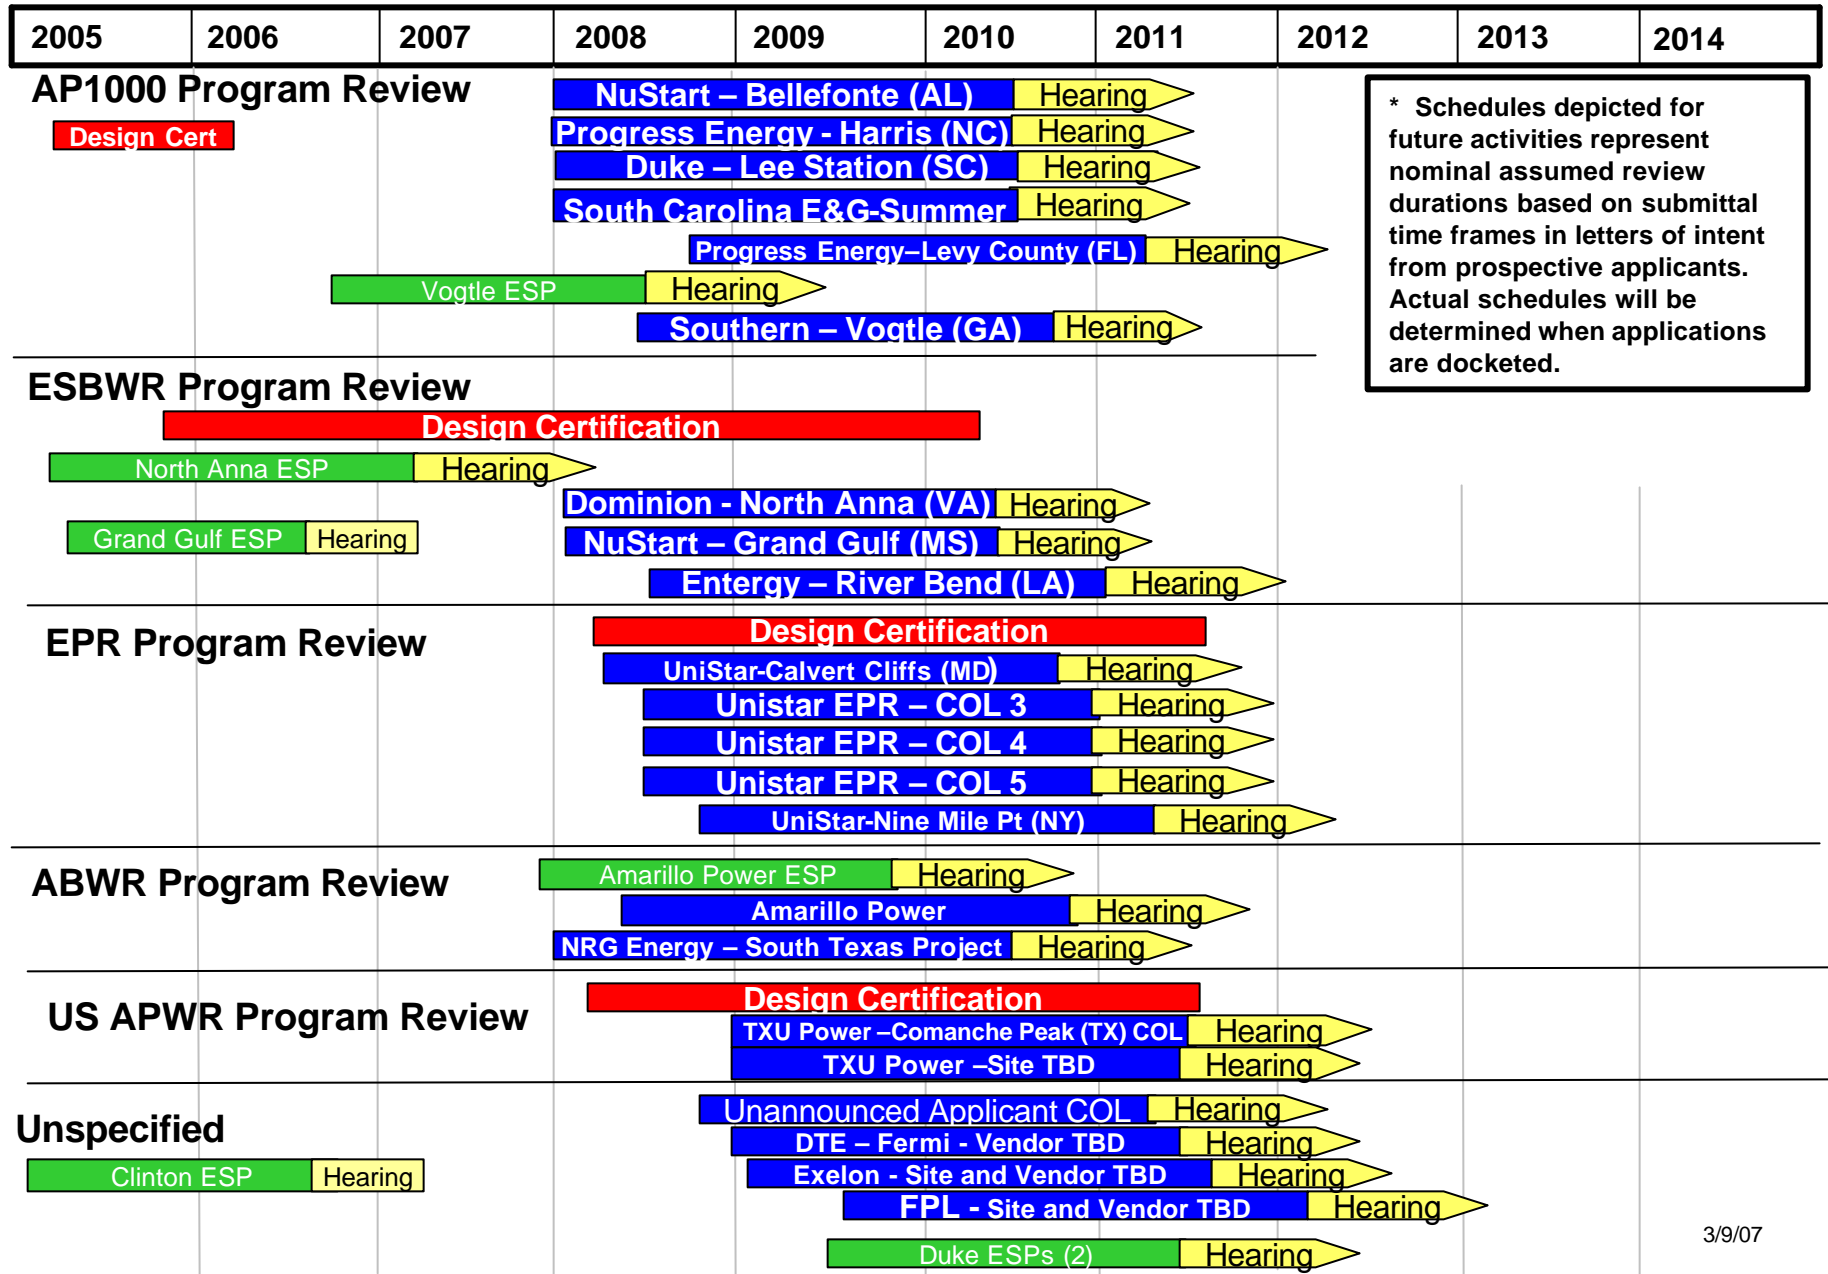 2005 2006 2007 2008 2009 2010 2011 2012 2013 2014
AP1000 Program Review
Design Cert
NuStart – Bellefonte (AL) Hearing
Progress Energy - Harris (NC) Hearing
Duke – Lee Station (SC) Hearing
South Carolina E&G-Summer Hearing
Progress Energy–Levy County (FL) Hearing
Vogtle ESP Hearing
Southern – Vogtle (GA) Hearing
* Schedules depicted for
future activities represent
nominal assumed review
durations based on submittal
time frames in letters of intent
from prospective applicants.
Actual schedules will be
determined when applications
are docketed.
ESBWR Program Review
Design Certification
North Anna ESP Hearing
Dominion - North Anna (VA) Hearing
Grand Gulf ESP Hearing
NuStart – Grand Gulf (MS) Hearing
Entergy – River Bend (LA) Hearing
EPR Program Review
Design Certification
UniStar-Calvert Cliffs (MD) Hearing
Unistar EPR – COL 3 Hearing
Unistar EPR – COL 4 Hearing
Unistar EPR – COL 5 Hearing
UniStar-Nine Mile Pt (NY) Hearing
ABWR Program Review
Amarillo Power ESP Hearing
Amarillo Power Hearing
NRG Energy – South Texas Project Hearing
US APWR Program Review
Design Certification
TXU Power –Comanche Peak (TX) COL Hearing
TXU Power –Site TBD Hearing
Unspecified
Unannounced Applicant COL Hearing
DTE – Fermi - Vendor TBD Hearing
Clinton ESP Hearing
Exelon - Site and Vendor TBD Hearing
FPL - Site and Vendor TBD Hearing
Duke ESPs (2) Hearing
3/9/07